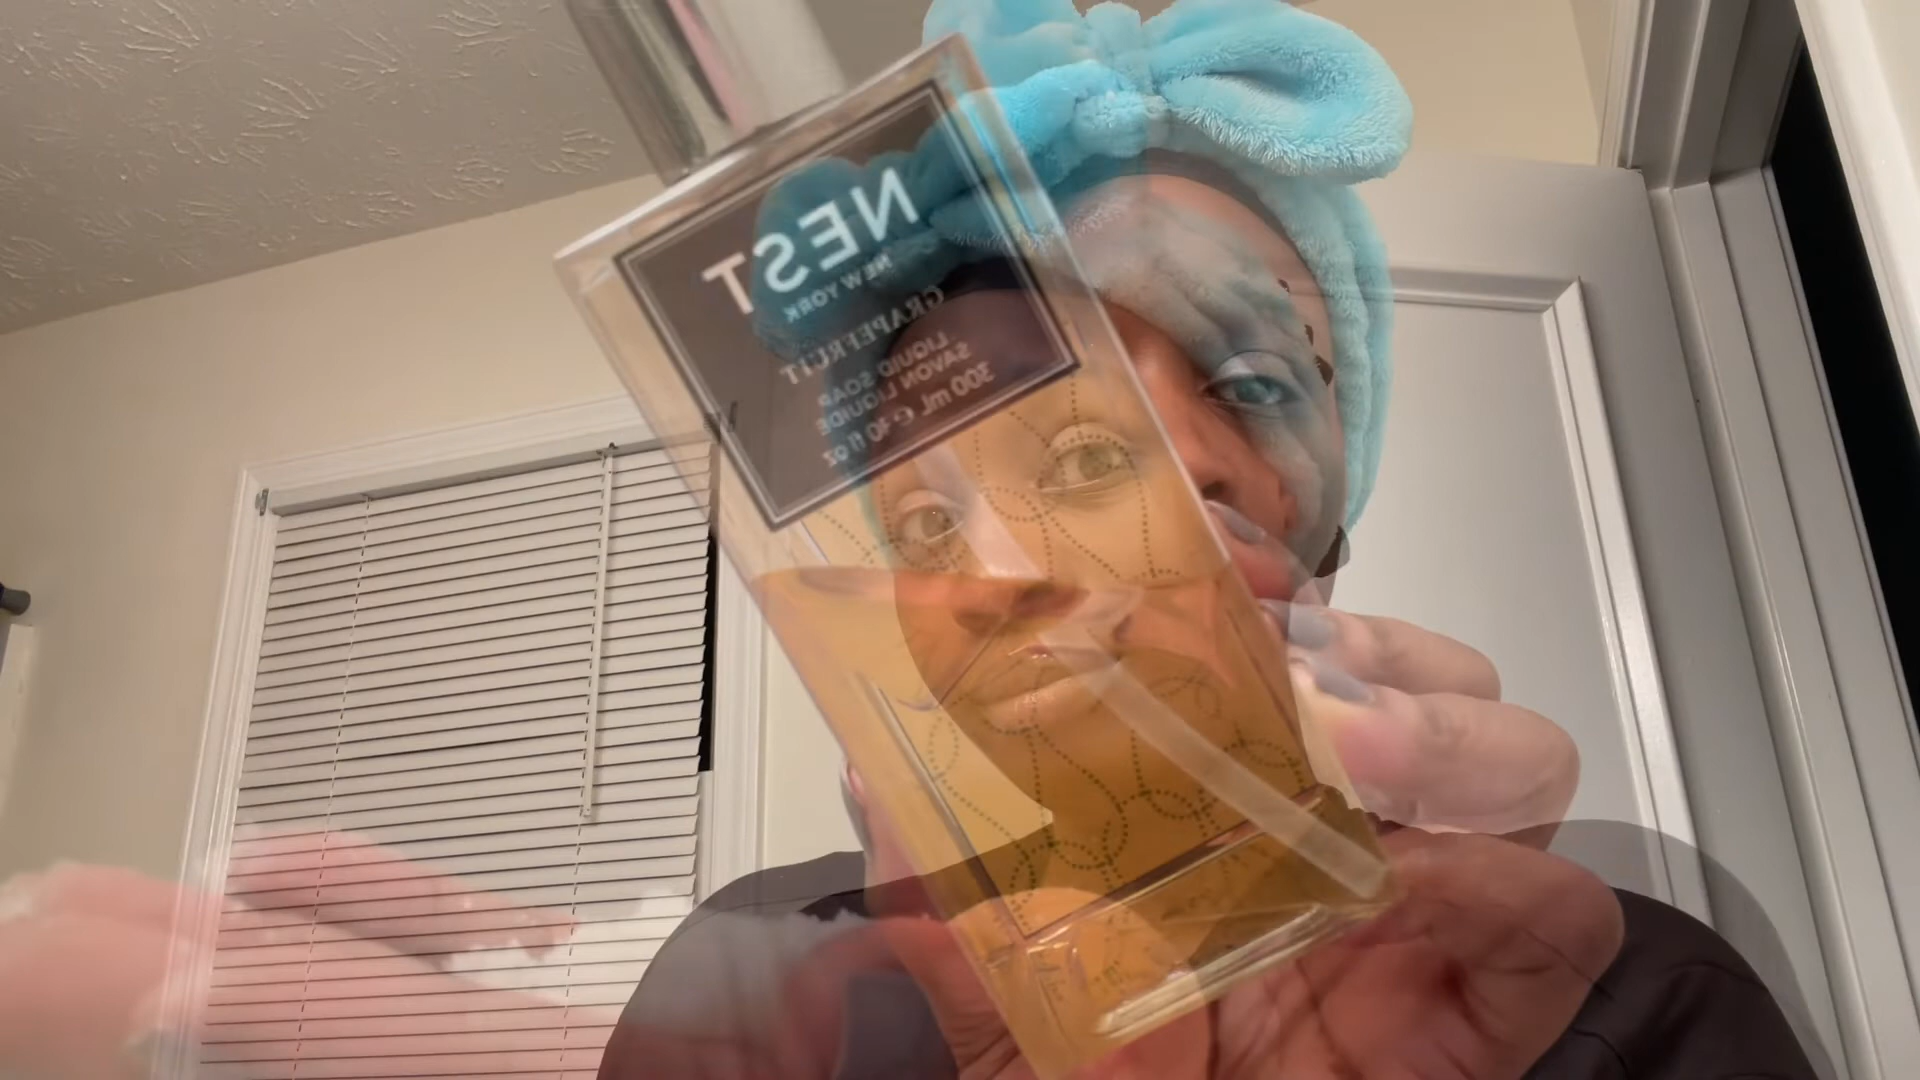 NEST
NEW YORK
GRAPEFRUIT
LIQUID SOAP
SAVON LIQUIDE
300 mL e 10 fl oz